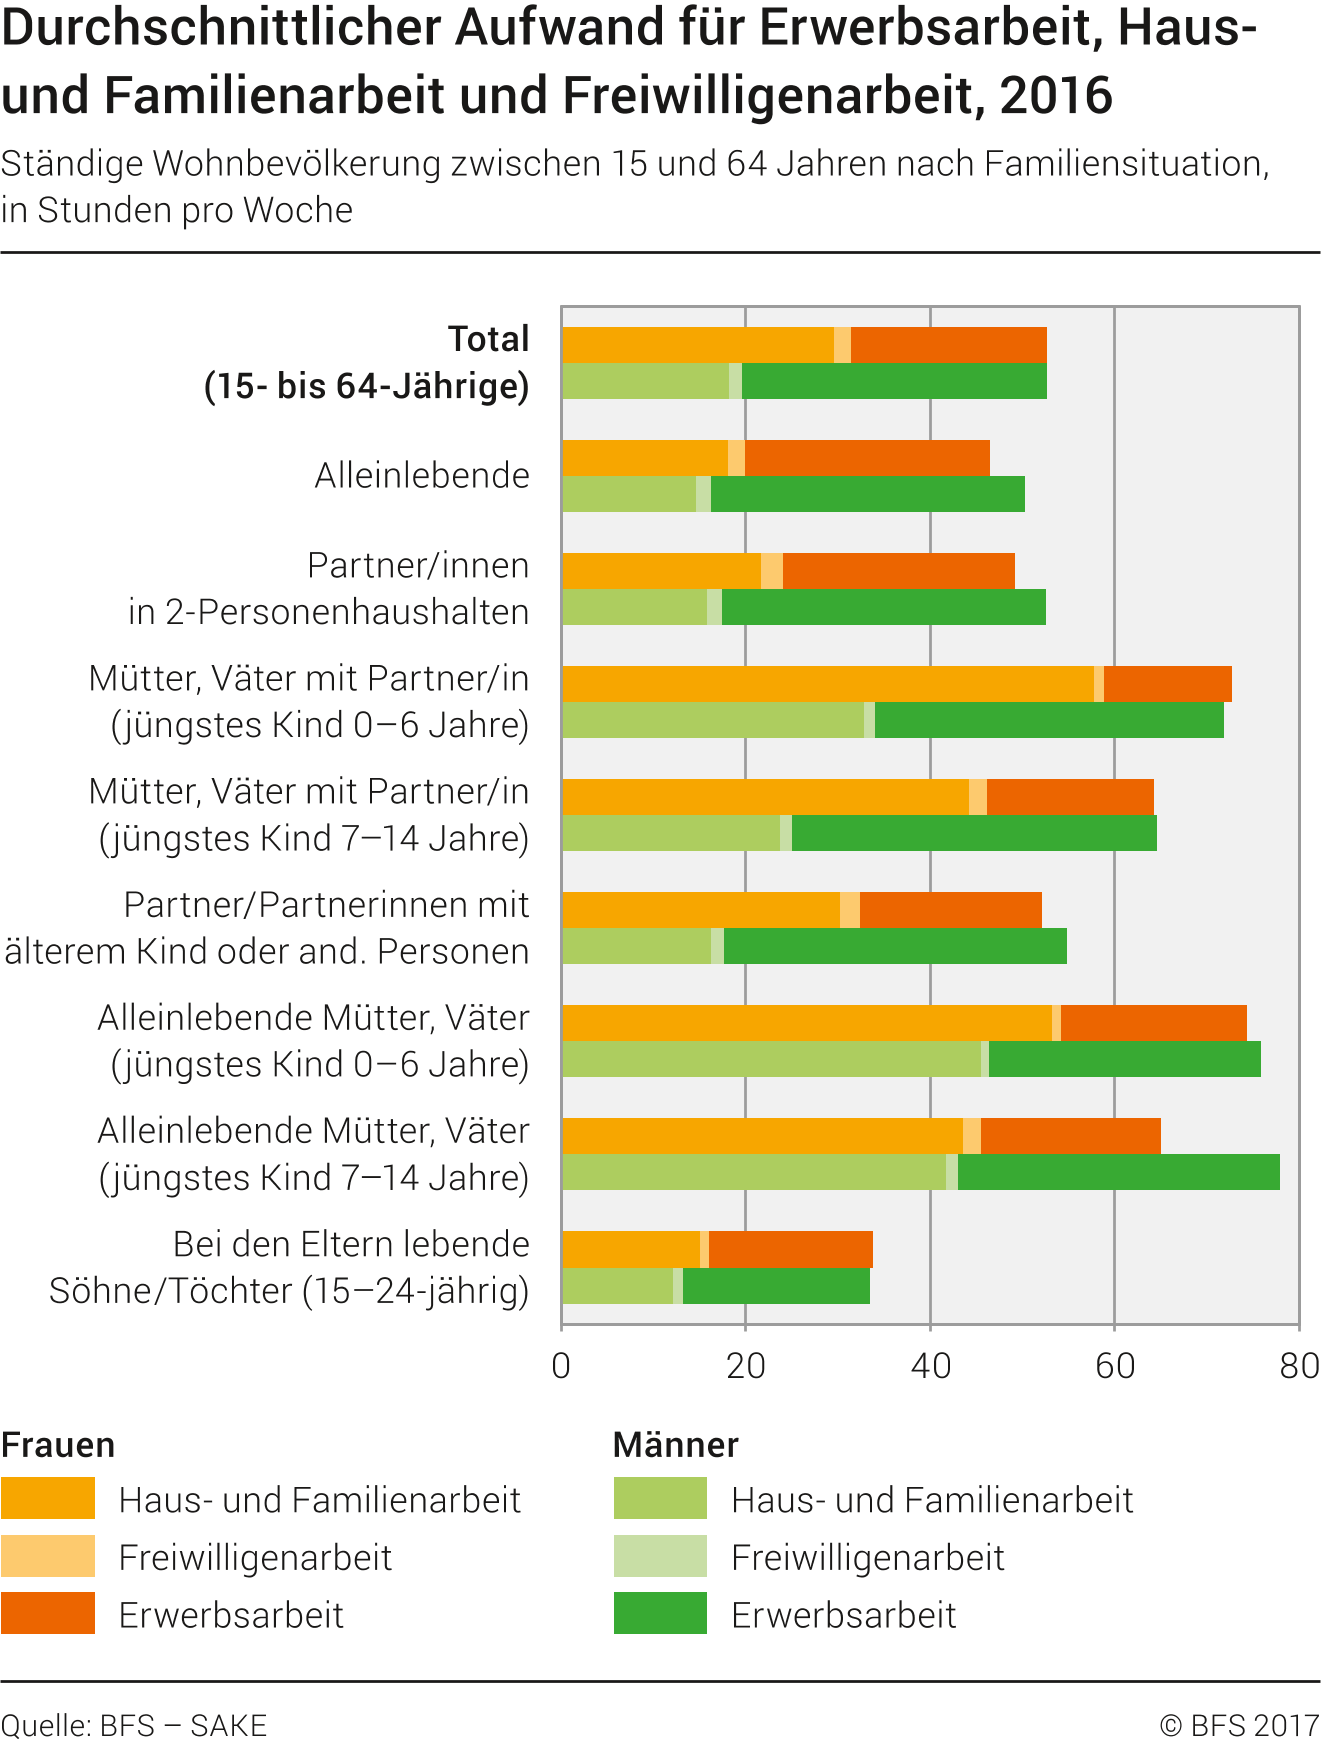 Durchschnittlicher Aufwand für Erwerbsarbeit, Haus-
und Familienarbeit und Freiwilligenarbeit, 2016
Ständige Wohnbevölkerung zwischen 15 und 64 Jahren nach Familiensituation,
in Stunden pro Woche
Total
(15- bis 64-Jährige)
Alleinlebende
Partner/innen
in 2-Personenhaushalten
Mütter, Väter mit Partner/in
(jüngstes Kind 0–6 Jahre)
Mütter, Väter mit Partner/in
(jüngstes Kind 7–14 Jahre)
Partner/Partnerinnen mit
älterem Kind oder and. Personen
Alleinlebende Mütter, Väter
(jüngstes Kind 0–6 Jahre)
Alleinlebende Mütter, Väter
(jüngstes Kind 7–14 Jahre)
Bei den Eltern lebende
Söhne/Töchter (15–24-jährig)
0 20 40 60 80
Frauen
Haus- und Familienarbeit
Freiwilligenarbeit
Erwerbsarbeit
Männer
Haus- und Familienarbeit
Freiwilligenarbeit
Erwerbsarbeit
Quelle: BFS – SAKE
© BFS 2017